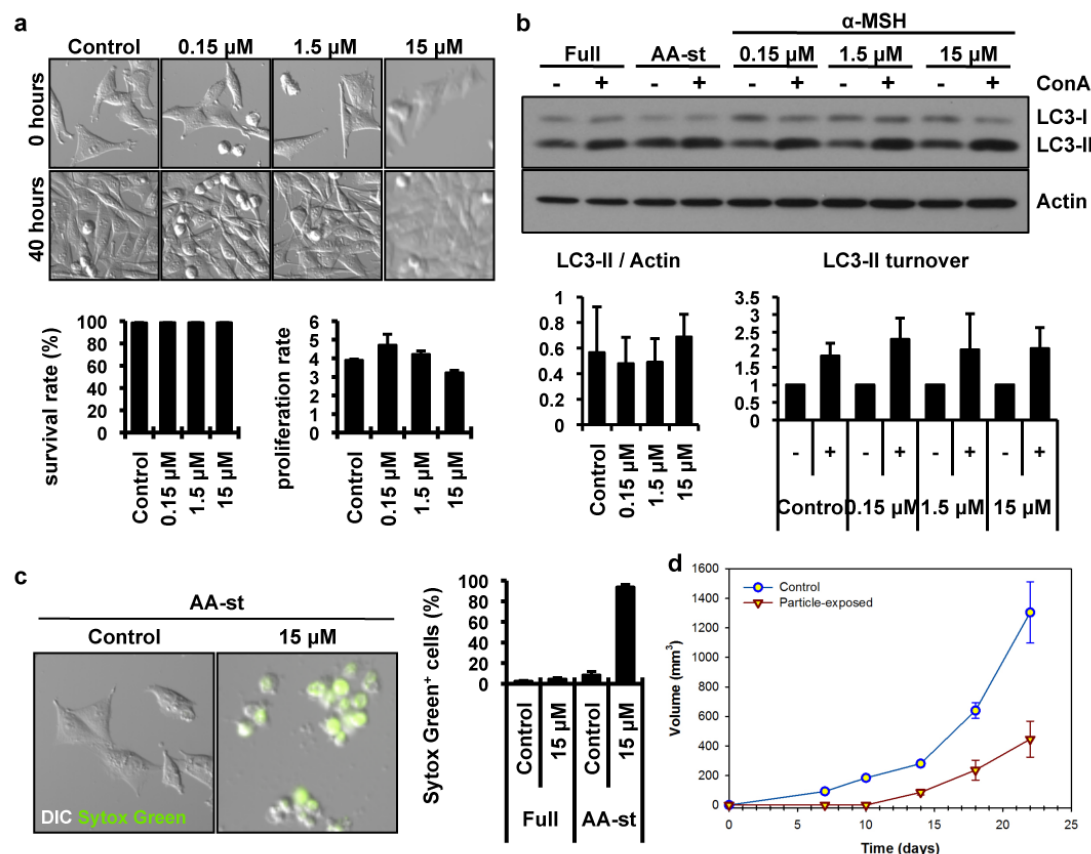 a
Control 0.15 µM 1.5 µM 15 µM
0 hours
40 hours
survival rate (%)
100
80
60
40
20
0
Control
0.15 µM
1.5 µM
15 µM
proliferation rate
6
5
4
3
2
1
0
Control
0.15 µM
1.5 µM
15 µM
b
α-MSH
Full AA-st 0.15 µM 1.5 µM 15 µM
- + - + - + - + - + ConA
LC3-I
LC3-II
Actin
LC3-II / Actin
1
0.8
0.6
0.4
0.2
0
Control
0.15 µM
1.5 µM
15 µM
LC3-II turnover
3.5
3
2.5
2
1.5
1
0.5
0
- + - + - + - +
Control 0.15 µM 1.5 µM 15 µM
c
AA-st
Control 15 µM
DIC Sytox Green
Sytox Green⁺ cells (%)
100
80
60
40
20
0
Control
15 µM
Control
15 µM
Full AA-st
d
Control
Particle-exposed
Volume (mm³)
1600
1400
1200
1000
800
600
400
200
0
0 5 10 15 20 25
Time (days)